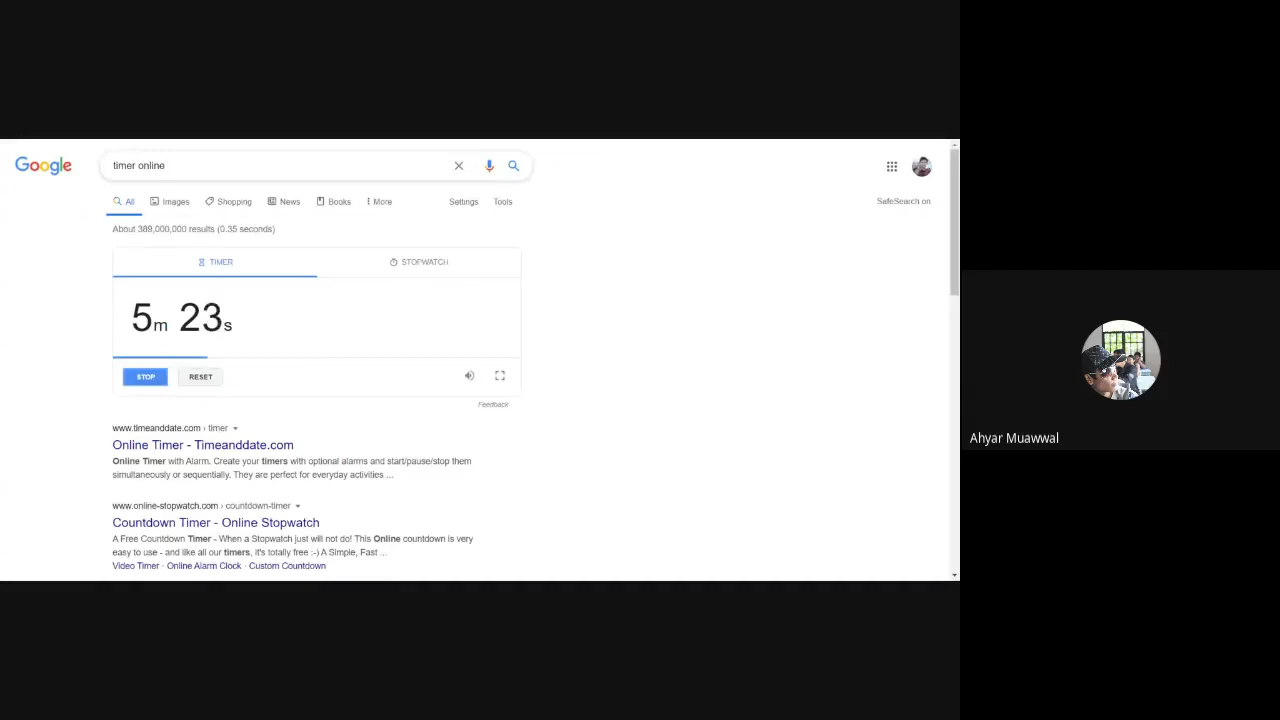 Google
timer online
All Images Shopping News Books More Settings Tools
SafeSearch on
About 389,000,000 results (0.35 seconds)
TIMER STOPWATCH
5m 23s
STOP RESET
Feedback
www.timeanddate.com › timer
Online Timer - Timeanddate.com
Online Timer with Alarm. Create your timers with optional alarms and start/pause/stop them
simultaneously or sequentially. They are perfect for everyday activities ...
www.online-stopwatch.com › countdown-timer
Countdown Timer - Online Stopwatch
A Free Countdown Timer - When a Stopwatch just will not do! This Online countdown is very
easy to use - and like all our timers, it's totally free :-) A Simple, Fast ...
Video Timer · Online Alarm Clock · Custom Countdown
Ahyar Muawwal